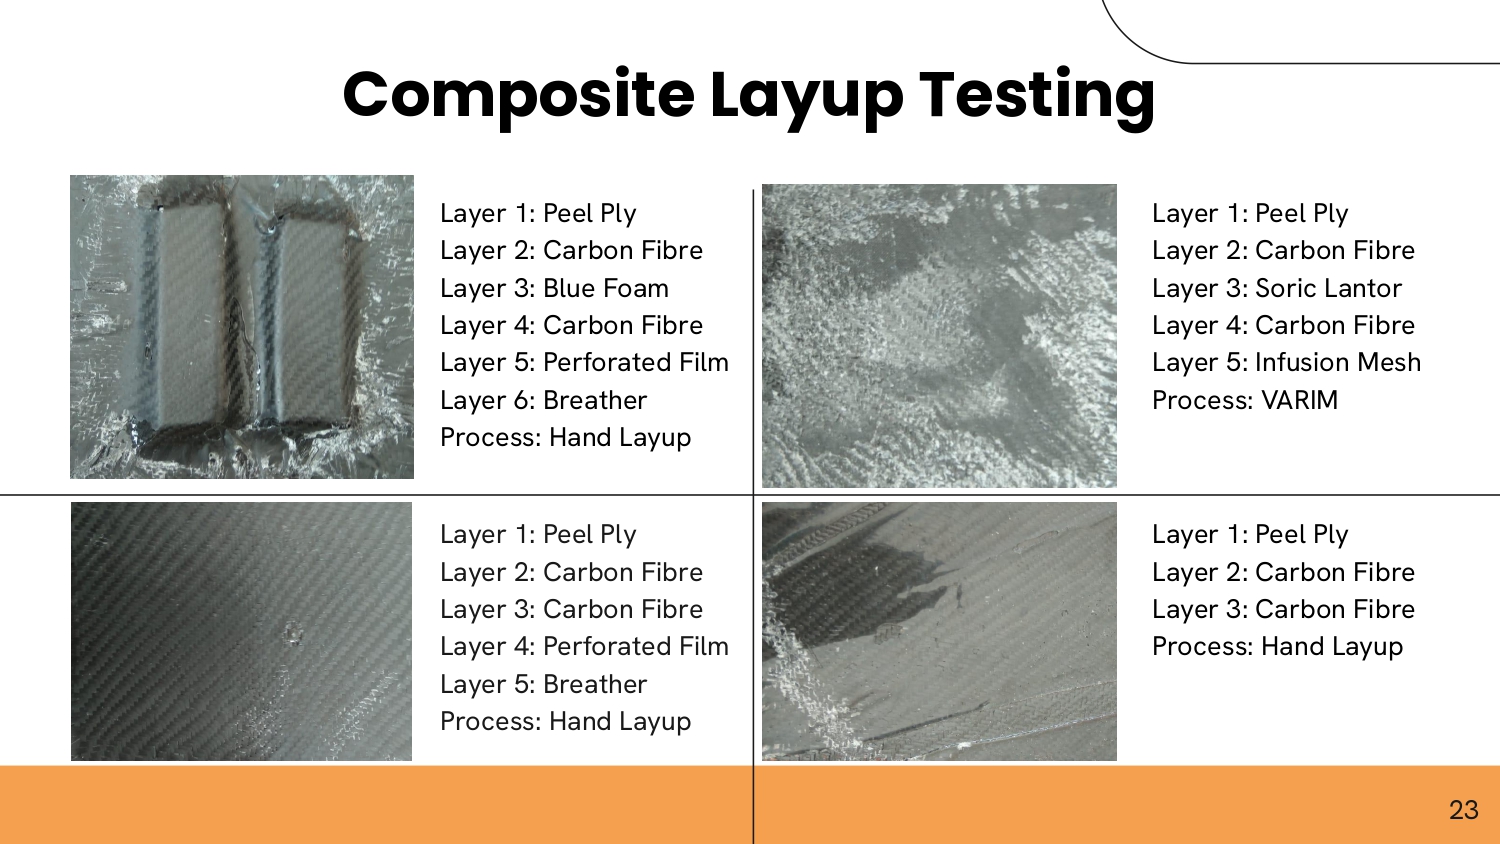 Composite Layup Testing
Layer 1: Peel Ply
Layer 2: Carbon Fibre
Layer 3: Blue Foam
Layer 4: Carbon Fibre
Layer 5: Perforated Film
Layer 6: Breather
Process: Hand Layup
Layer 1: Peel Ply
Layer 2: Carbon Fibre
Layer 3: Soric Lantor
Layer 4: Carbon Fibre
Layer 5: Infusion Mesh
Process: VARIM
Layer 1: Peel Ply
Layer 2: Carbon Fibre
Layer 3: Carbon Fibre
Layer 4: Perforated Film
Layer 5: Breather
Process: Hand Layup
Layer 1: Peel Ply
Layer 2: Carbon Fibre
Layer 3: Carbon Fibre
Process: Hand Layup
23